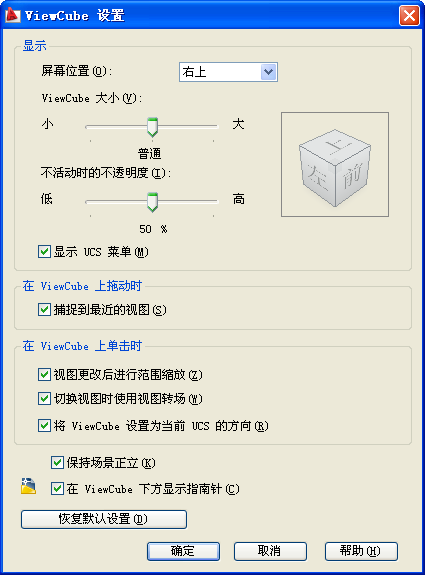 ViewCube 设置
显示
屏幕位置(O):
右上
ViewCube 大小(V):
小
大
普通
不活动时的不透明度(I):
低
高
50 %
上
左
前
显示 UCS 菜单(M)
在 ViewCube 上拖动时
捕捉到最近的视图(S)
在 ViewCube 上单击时
视图更改后进行范围缩放(Z)
切换视图时使用视图转场(W)
将 ViewCube 设置为当前 UCS 的方向(R)
保持场景正立(K)
在 ViewCube 下方显示指南针(C)
恢复默认设置(D)
确定
取消
帮助(H)